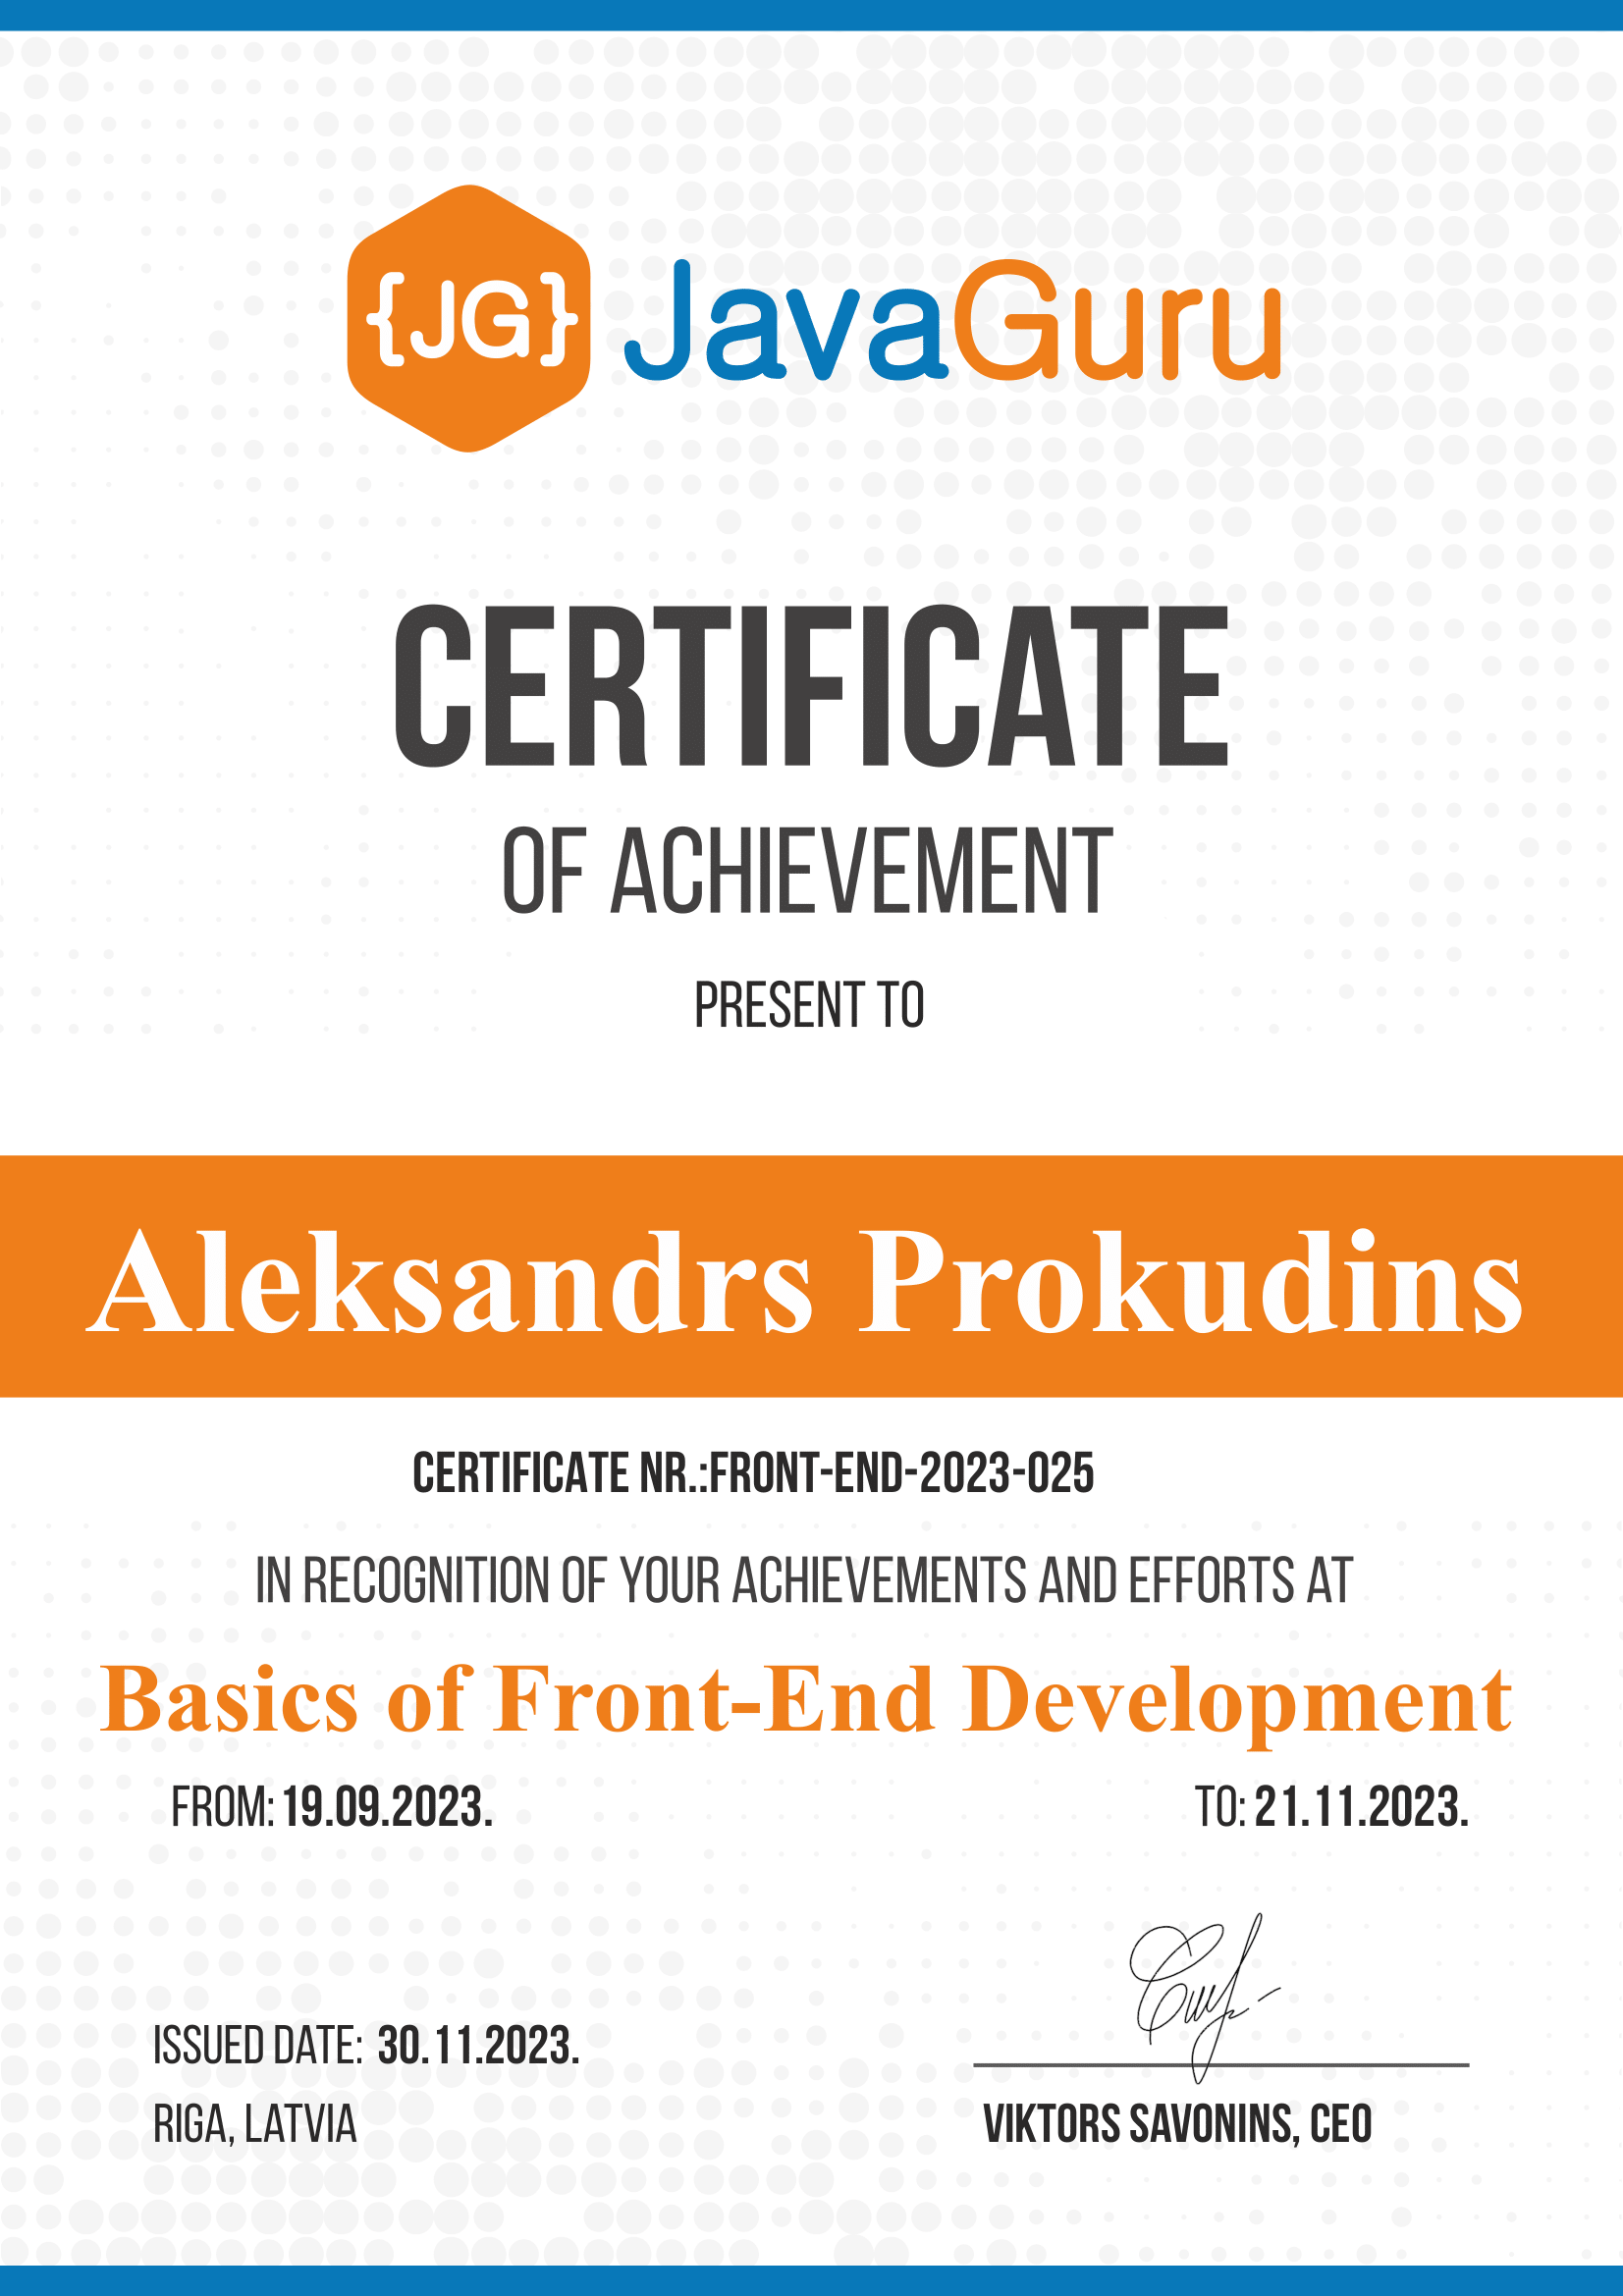 {JG} JavaGuru
CERTIFICATE
OF ACHIEVEMENT
PRESENT TO
Aleksandrs Prokudins
CERTIFICATE NR.:FRONT-END-2023-025
IN RECOGNITION OF YOUR ACHIEVEMENTS AND EFFORTS AT
Basics of Front-End Development
FROM: 19.09.2023. TO: 21.11.2023.
ISSUED DATE: 30.11.2023.
RIGA, LATVIA
VIKTORS SAVONINS, CEO